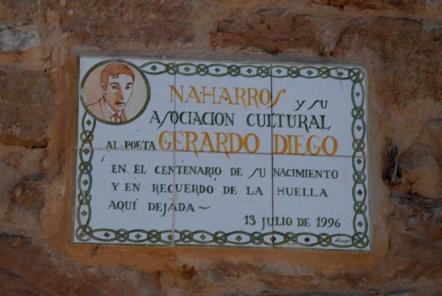 NAHARROS Y SU
ASOCIACION CULTURAL
AL POETA GERARDO DIEGO
EN EL CENTENARIO DE SU NACIMIENTO
Y EN RECUERDO DE LA HUELLA
AQUÍ DEJADA~
13 JULIO DE 1996